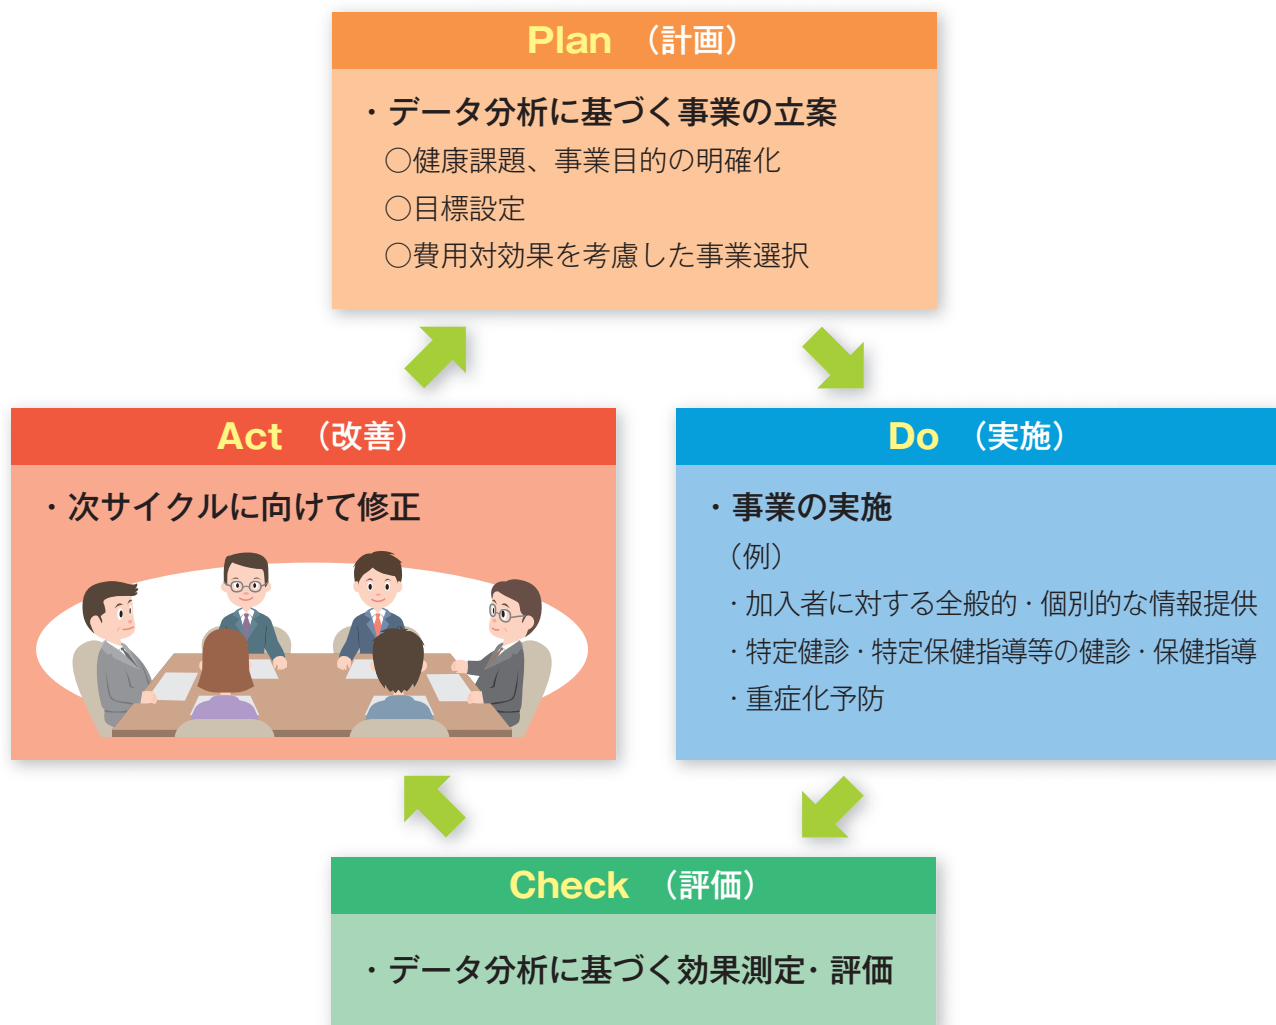 Plan （計画）
・データ分析に基づく事業の立案
○健康課題、事業目的の明確化
○目標設定
○費用対効果を考慮した事業選択
Do （実施）
・事業の実施
（例）
・加入者に対する全般的・個別的な情報提供
・特定健診・特定保健指導等の健診・保健指導
・重症化予防
Check （評価）
・データ分析に基づく効果測定・評価
Act （改善）
・次サイクルに向けて修正